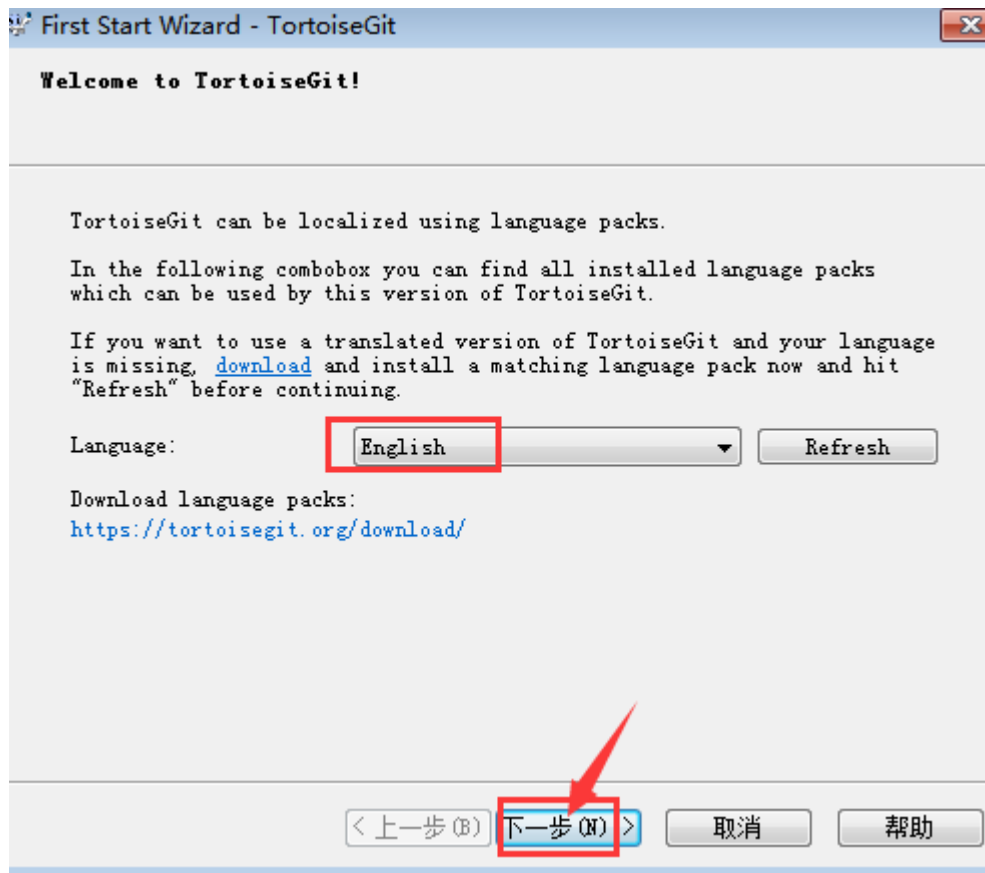 First Start Wizard - TortoiseGit
Welcome to TortoiseGit!
TortoiseGit can be localized using language packs.
In the following combobox you can find all installed language packs
which can be used by this version of TortoiseGit.
If you want to use a translated version of TortoiseGit and your language
is missing, download and install a matching language pack now and hit
"Refresh" before continuing.
Language: English Refresh
Download language packs:
https://tortoisegit.org/download/
< 上一步(B) 下一步(N) > 取消 帮助